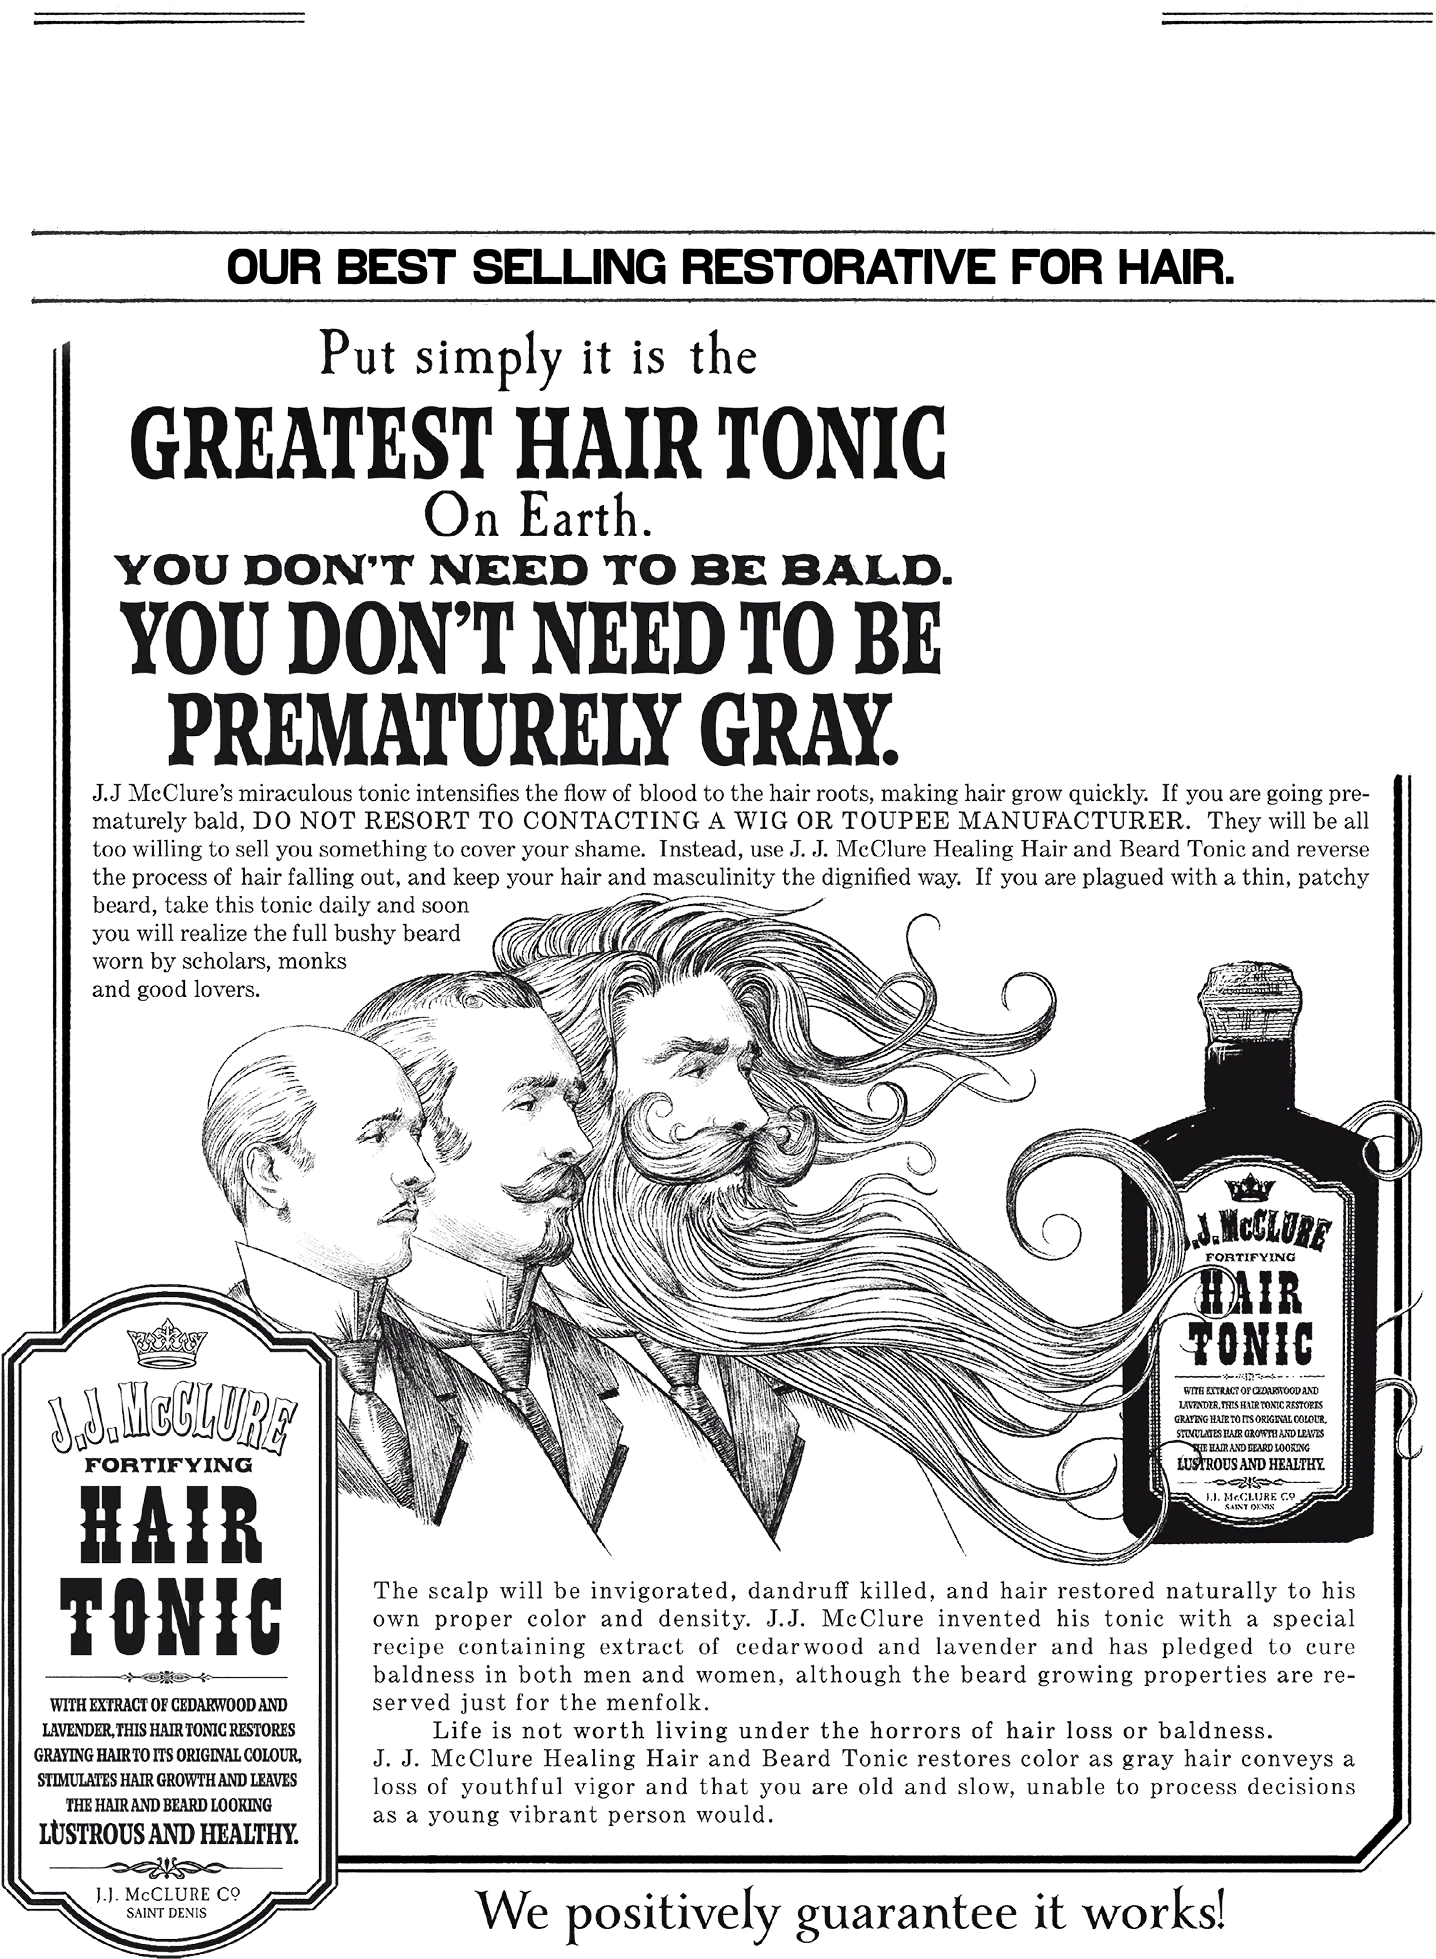 OUR BEST SELLING RESTORATIVE FOR HAIR.
Put simply it is the
GREATEST HAIR TONIC
On Earth.
YOU DON'T NEED TO BE BALD.
YOU DON'T NEED TO BE
PREMATURELY GRAY.
J.J McClure's miraculous tonic intensifies the flow of blood to the hair roots, making hair grow quickly. If you are going pre-
maturely bald, DO NOT RESORT TO CONTACTING A WIG OR TOUPEE MANUFACTURER. They will be all
too willing to sell you something to cover your shame. Instead, use J. J. McClure Healing Hair and Beard Tonic and reverse
the process of hair falling out, and keep your hair and masculinity the dignified way. If you are plagued with a thin, patchy
beard, take this tonic daily and soon
you will realize the full bushy beard
worn by scholars, monks
and good lovers.
J.J. McCLURE
FORTIFYING
HAIR
TONIC
WITH EXTRACT OF CEDARWOOD AND
LAVENDER, THIS HAIR TONIC RESTORES
GRAYING HAIR TO ITS ORIGINAL COLOUR,
STIMULATES HAIR GROWTH AND LEAVES
THE HAIR AND BEARD LOOKING
LUSTROUS AND HEALTHY.
J.J. McCLURE Co
SAINT DENIS
J.J. McCLURE
FORTIFYING
HAIR
TONIC
WITH EXTRACT OF CEDARWOOD AND
LAVENDER, THIS HAIR TONIC RESTORES
GRAYING HAIR TO ITS ORIGINAL COLOUR,
STIMULATES HAIR GROWTH AND LEAVES
THE HAIR AND BEARD LOOKING
LUSTROUS AND HEALTHY.
J.J. McCLURE Co
SAINT DENIS
The scalp will be invigorated, dandruff killed, and hair restored naturally to his
own proper color and density. J.J. McClure invented his tonic with a special
recipe containing extract of cedarwood and lavender and has pledged to cure
baldness in both men and women, although the beard growing properties are re-
served just for the menfolk.
Life is not worth living under the horrors of hair loss or baldness.
J. J. McClure Healing Hair and Beard Tonic restores color as gray hair conveys a
loss of youthful vigor and that you are old and slow, unable to process decisions
as a young vibrant person would.
We positively guarantee it works!